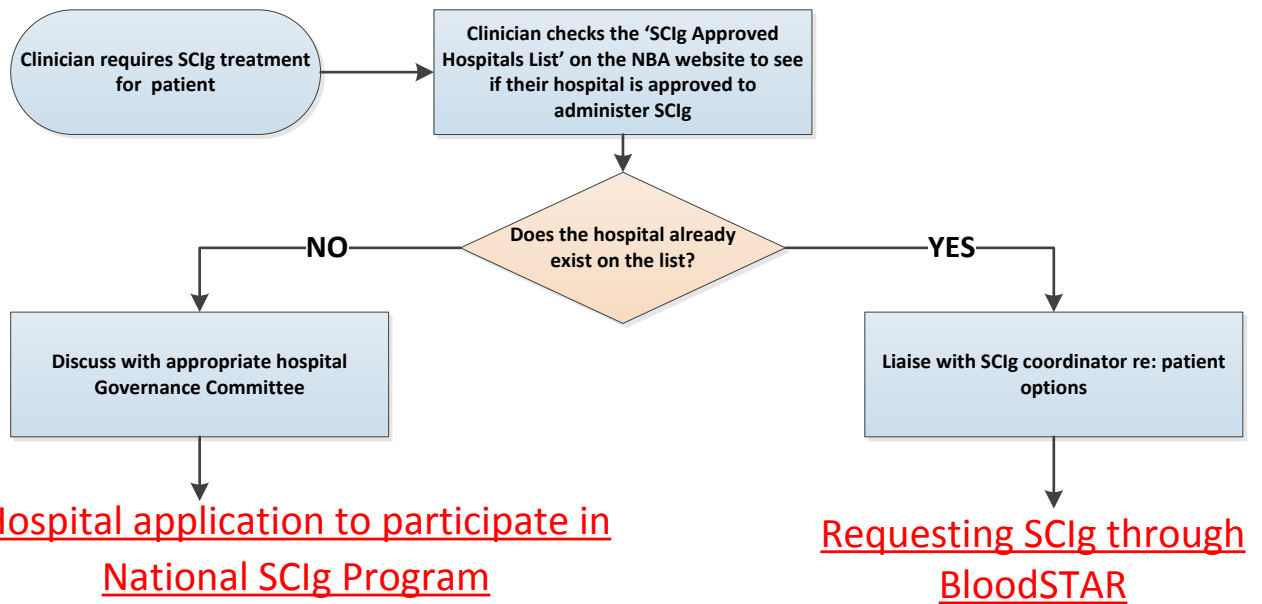 Clinician requires SCIg treatment
for patient
Clinician checks the ‘SCIg Approved
Hospitals List’ on the NBA website to see
if their hospital is approved to
administer SCIg
Does the hospital already
exist on the list?
NO
YES
Discuss with appropriate hospital
Governance Committee
Liaise with SCIg coordinator re: patient
options
Hospital application to participate in
National SCIg Program
Requesting SCIg through
BloodSTAR